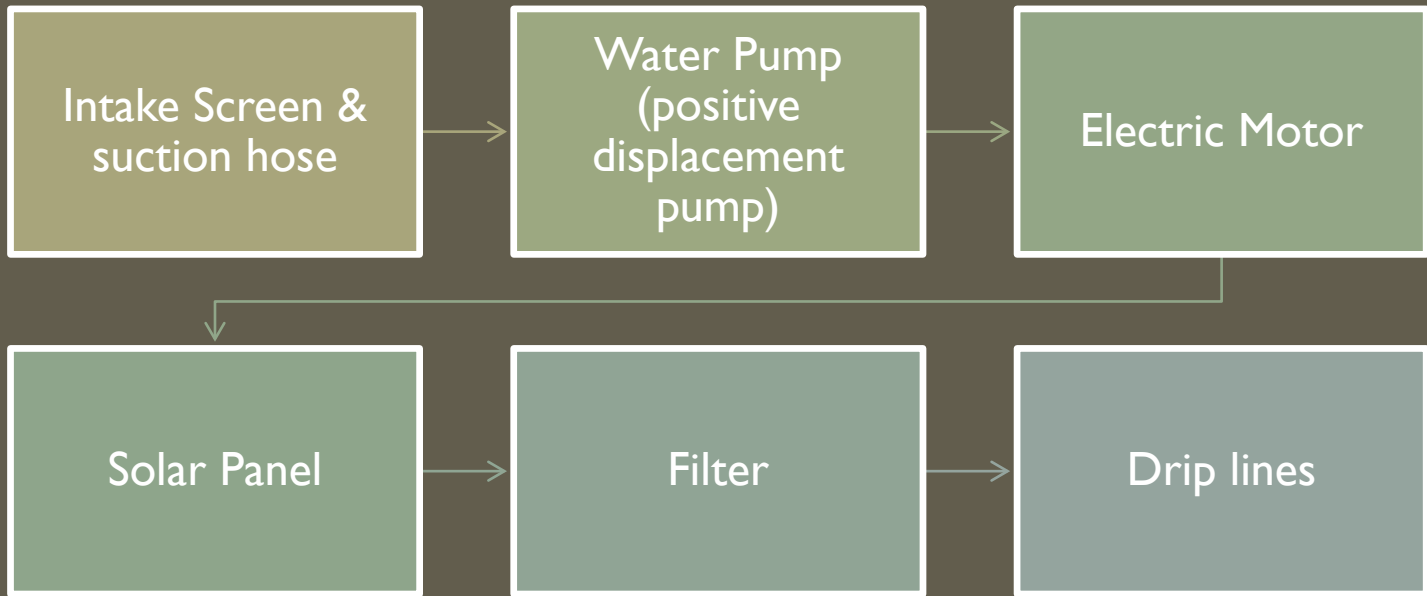 Intake Screen &
suction hose
Water Pump
(positive
displacement
pump)
Electric Motor
Solar Panel
Filter
Drip lines